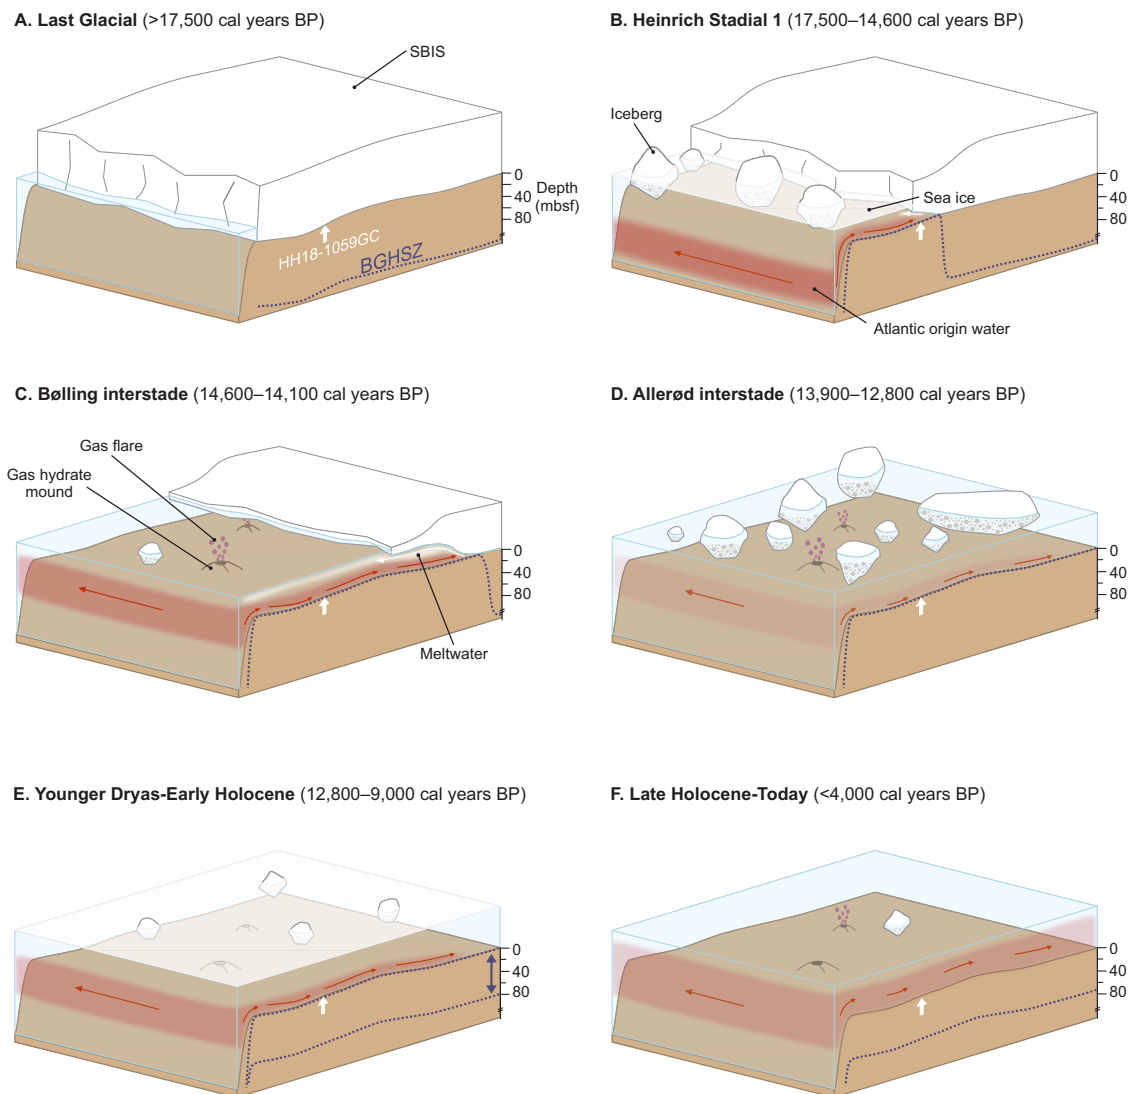 A. Last Glacial (>17,500 cal years BP)
SBIS
0
40
80
Depth
(mbsf)
HH18-1059GC
BGHSZ
B. Heinrich Stadial 1 (17,500–14,600 cal years BP)
Iceberg
Sea ice
0
40
80
Atlantic origin water
C. Bølling interstade (14,600–14,100 cal years BP)
Gas flare
Gas hydrate
mound
0
40
80
Meltwater
D. Allerød interstade (13,900–12,800 cal years BP)
0
40
80
E. Younger Dryas-Early Holocene (12,800–9,000 cal years BP)
0
40
80
F. Late Holocene-Today (<4,000 cal years BP)
0
40
80